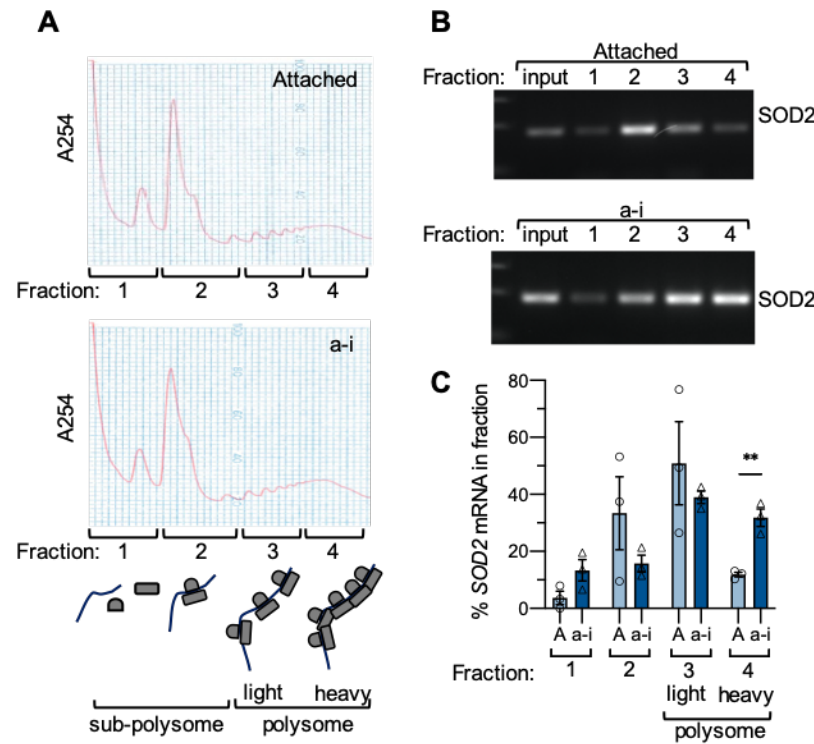 A
Attached
A254
Fraction: 1 2 3 4
a-i
A254
Fraction: 1 2 3 4
light heavy
sub-polysome polysome
B
Attached
Fraction: input 1 2 3 4
SOD2
a-i
Fraction: input 1 2 3 4
SOD2
C
% SOD2 mRNA in fraction
80
60
40
20
0
**
A a-i A a-i A a-i A a-i
Fraction: 1 2 3 4
light heavy
polysome